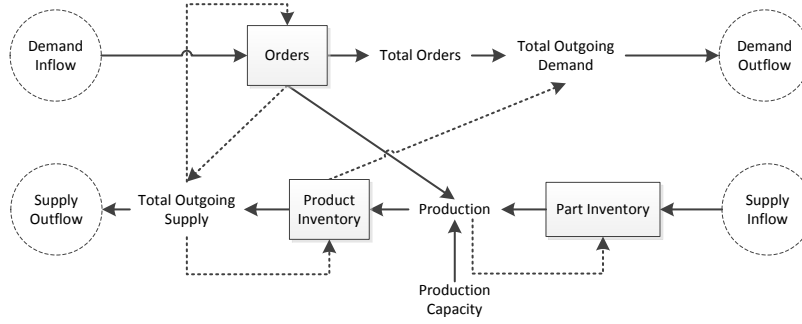 Demand
Inflow
Orders
Total Orders
Total Outgoing
Demand
Demand
Outflow
Supply
Outflow
Total Outgoing
Supply
Product
Inventory
Production
Part Inventory
Supply
Inflow
Production
Capacity